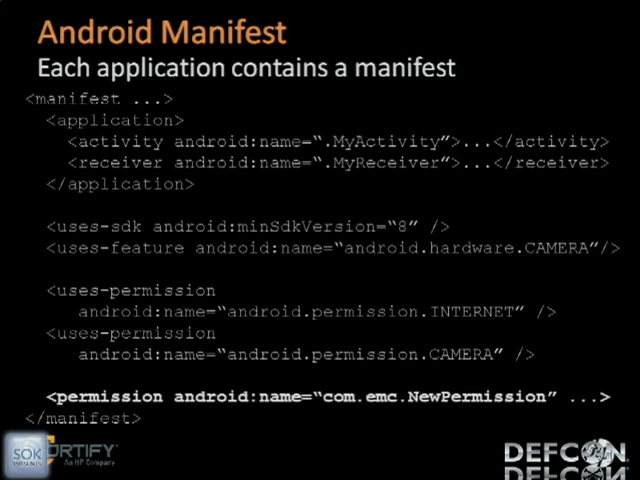 Android Manifest
Each application contains a manifest
<manifest ...>
<application>
<activity android:name=“.MyActivity”>...</activity>
<receiver android:name=“.MyReceiver”>...</receiver>
</application>
<uses-sdk android:minSdkVersion=“8” />
<uses-feature android:name=“android.hardware.CAMERA”/>
<uses-permission
android:name=“android.permission.INTERNET” />
<uses-permission
android:name=“android.permission.CAMERA” />
<permission android:name=“com.emc.NewPermission” ...>
</manifest>
SOK
ORTIFY
An HP Company
DEFCON